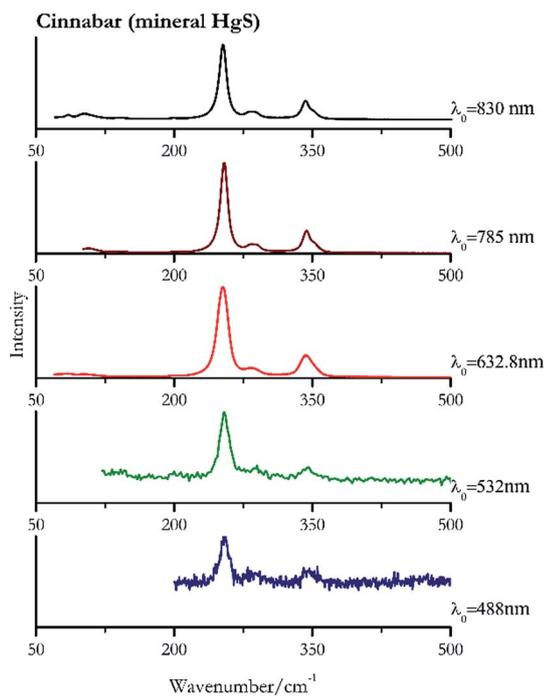 Cinnabar (mineral HgS)
λ₀=830 nm
50 200 350 500
λ₀=785 nm
50 200 350 500
Intensity
λ₀=632.8nm
50 200 350 500
λ₀=532nm
50 200 350 500
λ₀=488nm
50 200 350 500
Wavenumber/cm⁻¹